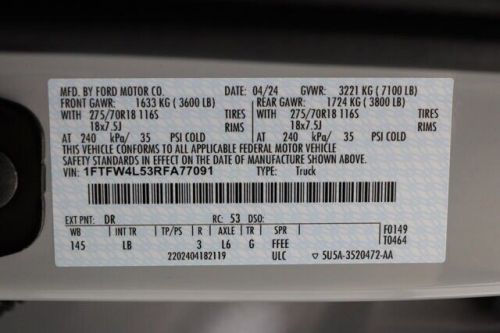 MFD. BY FORD MOTOR CO. DATE: 04/24 GVWR: 3221 KG ( 7100 LB)
FRONT GAWR: 1633 KG ( 3600 LB) REAR GAWR: 1724 KG ( 3800 LB)
WITH 275/70R18 116S TIRES WITH 275/70R18 116S TIRES
18x7.5J RIMS 18x7.5J RIMS
AT 240 kPa/ 35 PSI COLD AT 240 kPa/ 35 PSI COLD
THIS VEHICLE CONFORMS TO ALL APPLICABLE
FEDERAL MOTOR VEHICLE SAFETY STANDARDS IN EFFECT ON THE DATE OF MANUFACTURE SHOWN ABOVE.
VIN: 1FTFW4L53RFA77091 TYPE: Truck
EXT PNT: DR RC: 53 DSO:
WB INT TR TP/PS R AXLE TR SPR
145 LB 3 L6 G FFEE
2202404182119 ULC
F0149
T0464
5U5A-3520472-AA